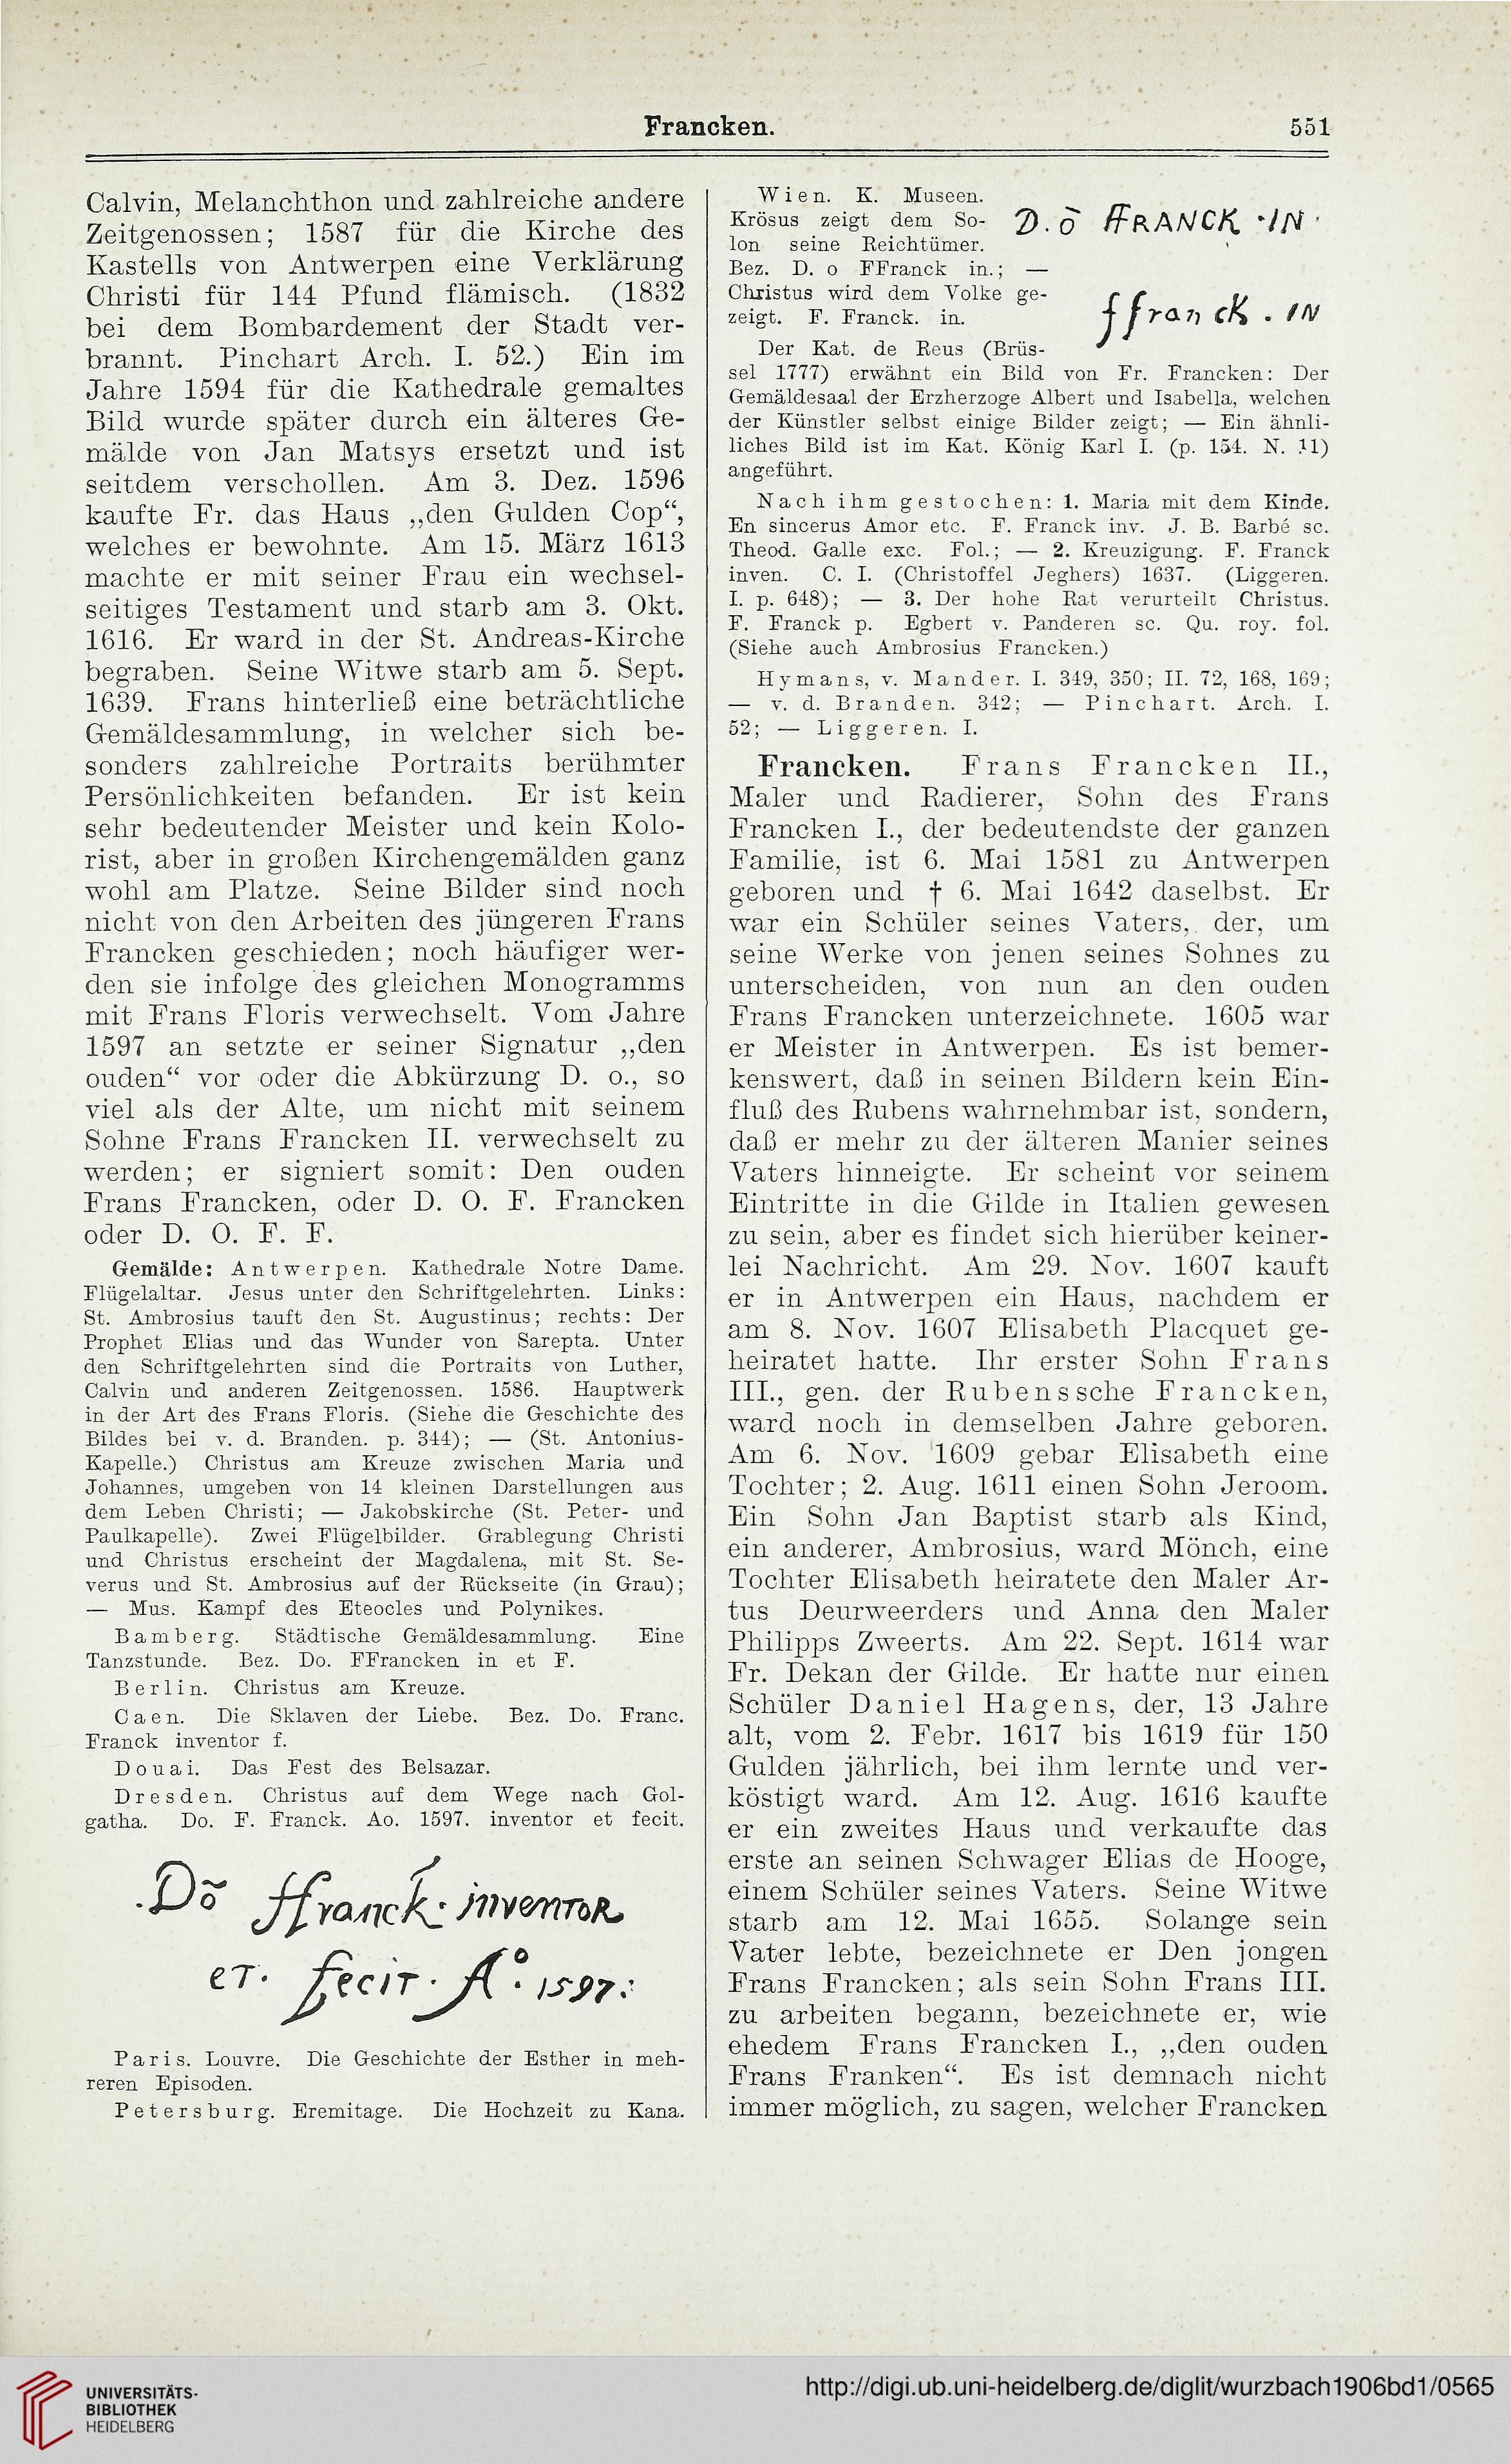 Francken.
551
Calvin, Melanchthon und zahlreiche andere
Zeitgenossen; 1587 für die Kirche des
Kastells von Antwerpen eine Verklärung
Christi für 144 Pfund flämisch. (1832
bei dem Bombardement der Stadt ver-
brannt. Pinchart Arch. I. 52.) Ein im
Jahre 1594 für die Kathedrale gemaltes
Bild wurde später durch ein älteres Ge-
mälde von Jan Matsys ersetzt und ist
seitdem verschollen. Am 3. Dez. 1596
kaufte Fr. das Haus „den Gulden Cop“,
welches er bewohnte. Am 15. März 1613
machte er mit seiner Frau ein wechsel-
seitiges Testament und starb am 3. Okt.
1616. Er ward in der St. Andreas-Kirche
begraben. Seine Witwe starb am 5. Sept.
1639. Frans hinterließ eine beträchtliche
Gemäldesammlung, in welcher sich be-
sonders zahlreiche Portraits berühmter
Persönlichkeiten befanden. Er ist kein
sehr bedeutender Meister und kein Kolo-
rist, aber in großen Kirchengemälden ganz
wohl am Platze. Seine Bilder sind noch
nicht von den Arbeiten des jüngeren Frans
Francken geschieden; noch häufiger wer-
den sie infolge des gleichen Monogramms
mit Frans Floris verwechselt. Vom Jahre
1597 an setzte er seiner Signatur „den
ouden“ vor oder die Abkürzung D. o., so
viel als der Alte, um nicht mit seinem
Sohne Frans Francken II. verwechselt zu
werden; er signiert somit: Den ouden
Frans Francken, oder D. O. F. Francken
oder D. O. F. F.
Gemälde: Antwerpen. Kathedrale Notre Dame.
Flügelaltar. Jesus unter den Schriftgelehrten. Links:
St. Ambrosius tauft den St. Augustinus; rechts: Der
Prophet Elias und das Wunder von Sarepta. Unter
den Schriftgelehrten sind die Portraits von Luther,
Calvin und anderen Zeitgenossen. 1586. Hauptwerk
in der Art des Frans Floris. (Siehe die Geschichte des
Bildes bei v. d. Branden. p. 344); — (St. Antonius-
Kapelle.) Christus am Kreuze zwischen Maria und
Johannes, umgeben von 14 kleinen Darstellungen aus
dem Leben Christi; — Jakobskirche (St. Peter- und
Paulkapelle). Zwei Flügelbilder. Grablegung Christi
und Christus erscheint der Magdalena, mit St. Se-
verus und St. Ambrosius auf der Rückseite (in Grau);
— Mus. Kampf des Eteocles und Polynikes.
Bamberg. Städtische Gemäldesammlung. Eine
Tanzstunde. Bez. Do. FFrancken in et F.
Berlin. Christus am Kreuze.
Caen. Die Sklaven der Liebe. Bez. Do. Franc.
Franck inventor f.
Douai. Das Fest des Belsazar.
Dresden. Christus auf dem Wege nach Gol-
gatha. Do. F. Franck. Ao. 1597. inventor et fecit.
Do ffranck: inventor
et. fecit. A°. 1597:
Paris. Louvre. Die Geschichte der Esther in meh-
reren Episoden.
Petersburg. Eremitage. Die Hochzeit zu Kana.
Wien. K. Museen.
Krösus zeigt dem So-
lon seine Reichtümer.
Bez. D. o FFranck in.; —
Christus wird dem Volke ge-
zeigt. F. Franck. in.
D. o FFRANCK · IN ·
ffranck . IN
Der Kat. de Reus (Brüs-
sel 1777) erwähnt ein Bild von Fr. Francken: Der
Gemäldesaal der Erzherzoge Albert und Isabella, welchen
der Künstler selbst einige Bilder zeigt; — Ein ähnli-
liches Bild ist im Kat. König Karl I. (p. 154. N. 11)
angeführt.
Nach ihm gestochen: 1. Maria mit dem Kinde.
En sincerus Amor etc. F. Franck inv. J. B. Barbé sc.
Theod. Galle exc. Fol.; — 2. Kreuzigung. F. Franck
inven. C. I. (Christoffel Jeghers) 1637. (Liggeren.
I. p. 648); — 3. Der hohe Rat verurteilt Christus.
F. Franck p. Egbert v. Panderen sc. Qu. roy. fol.
(Siehe auch Ambrosius Francken.)
Hymans, v. Mander. I. 349, 350; II. 72, 168, 169;
— v. d. Branden. 342; — Pinchart. Arch. I.
52; — Liggeren. I.
Francken. Frans Francken II.,
Maler und Radierer, Sohn des Frans
Francken I., der bedeutendste der ganzen
Familie, ist 6. Mai 1581 zu Antwerpen
geboren und † 6. Mai 1642 daselbst. Er
war ein Schüler seines Vaters, der, um
seine Werke von jenen seines Sohnes zu
unterscheiden, von nun an den ouden
Frans Francken unterzeichnete. 1605 war
er Meister in Antwerpen. Es ist bemer-
kenswert, daß in seinen Bildern kein Ein-
fluß des Rubens wahrnehmbar ist, sondern,
daß er mehr zu der älteren Manier seines
Vaters hinneigte. Er scheint vor seinem
Eintritte in die Gilde in Italien gewesen
zu sein, aber es findet sich hierüber keiner-
lei Nachricht. Am 29. Nov. 1607 kauft
er in Antwerpen ein Haus, nachdem er
am 8. Nov. 1607 Elisabeth Placquet ge-
heiratet hatte. Ihr erster Sohn Frans
III., gen. der Rubenssche Francken,
ward noch in demselben Jahre geboren.
Am 6. Nov. 1609 gebar Elisabeth eine
Tochter; 2. Aug. 1611 einen Sohn Jeroom.
Ein Sohn Jan Baptist starb als Kind,
ein anderer, Ambrosius, ward Mönch, eine
Tochter Elisabeth heiratete den Maler Ar-
tus Deurweerders und Anna den Maler
Philipps Zweerts. Am 22. Sept. 1614 war
Fr. Dekan der Gilde. Er hatte nur einen
Schüler Daniel Hagens, der, 13 Jahre
alt, vom 2. Febr. 1617 bis 1619 für 150
Gulden jährlich, bei ihm lernte und ver-
köstigt ward. Am 12. Aug. 1616 kaufte
er ein zweites Haus und verkaufte das
erste an seinen Schwager Elias de Hooge,
einem Schüler seines Vaters. Seine Witwe
starb am 12. Mai 1655. Solange sein
Vater lebte, bezeichnete er Den jongen
Frans Francken; als sein Sohn Frans III.
zu arbeiten begann, bezeichnete er, wie
ehedem Frans Francken I., „den ouden
Frans Franken“. Es ist demnach nicht
immer möglich, zu sagen, welcher Francken
UNIVERSITÄTS-
BIBLIOTHEK
HEIDELBERG
http://digi.ub.uni-heidelberg.de/diglit/wurzbach1906bd1/0565